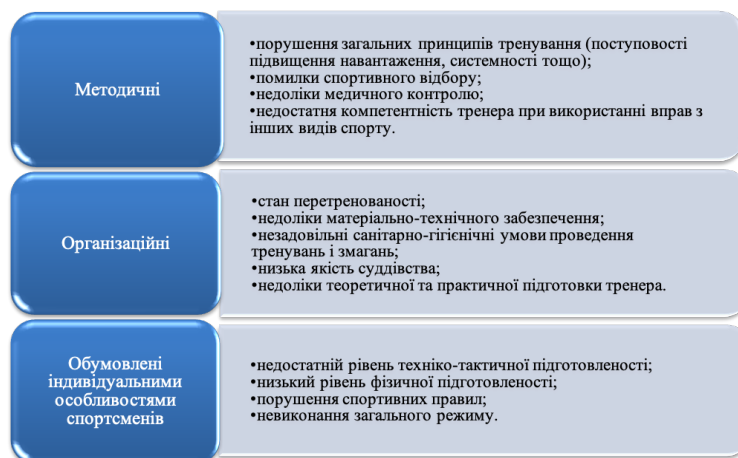 Методичні
•порушення загальних принципів тренування (поступовості
підвищення навантаження, системності тощо);
•помилки спортивного відбору;
•недоліки медичного контролю;
•недостатня компетентність тренера при використанні вправ з
інших видів спорту.
Організаційні
•стан перетренованості;
•недоліки матеріально-технічного забезпечення;
•незадовільні санітарно-гігієнічні умови проведення
тренувань і змагань;
•низька якість суддівства;
•недоліки теоретичної та практичної підготовки тренера.
Обумовлені
індивідуальними
особливостями
спортсменів
•недостатній рівень техніко-тактичної підготовленості;
•низький рівень фізичної підготовленості;
•порушення спортивних правил;
•невиконання загального режиму.